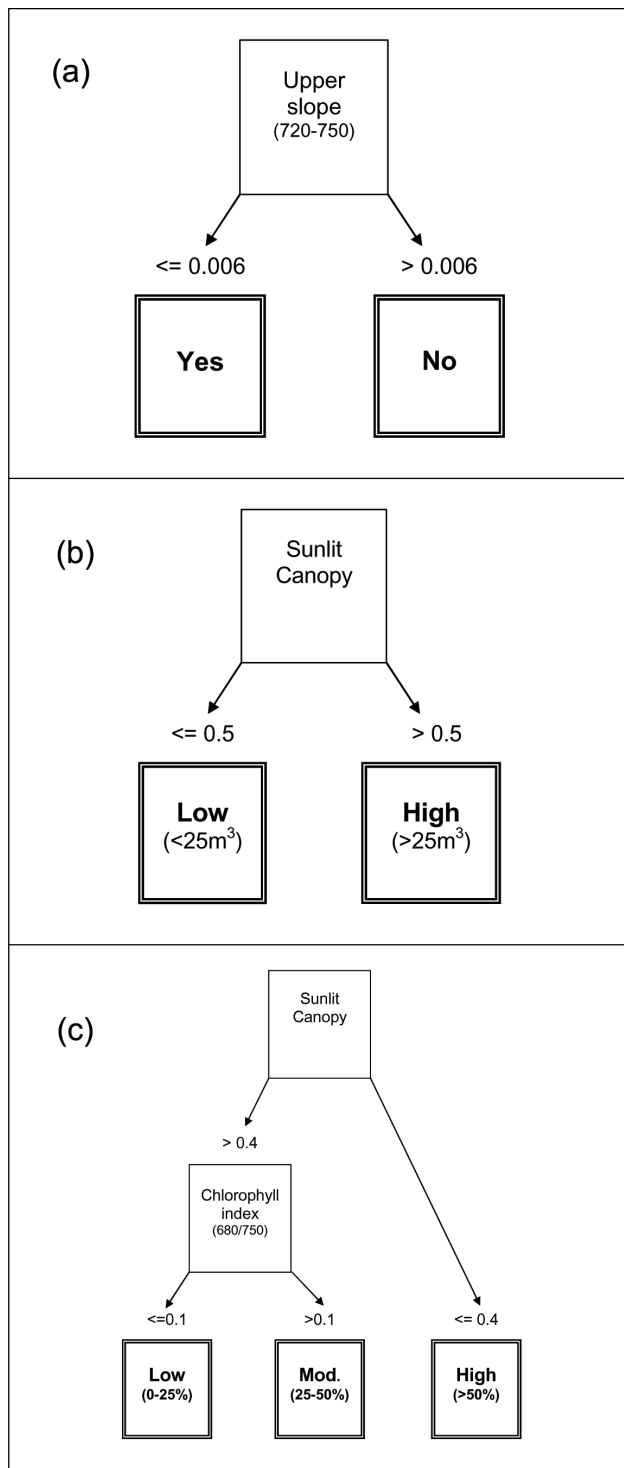 (a)
Upper
slope
(720-750)
<= 0.006
> 0.006
Yes
No
(b)
Sunlit
Canopy
<= 0.5
> 0.5
Low
(<25m³)
High
(>25m³)
(c)
Sunlit
Canopy
> 0.4
Chlorophyll
index
(680/750)
<=0.1
>0.1
<= 0.4
Low
(0-25%)
Mod.
(25-50%)
High
(>50%)